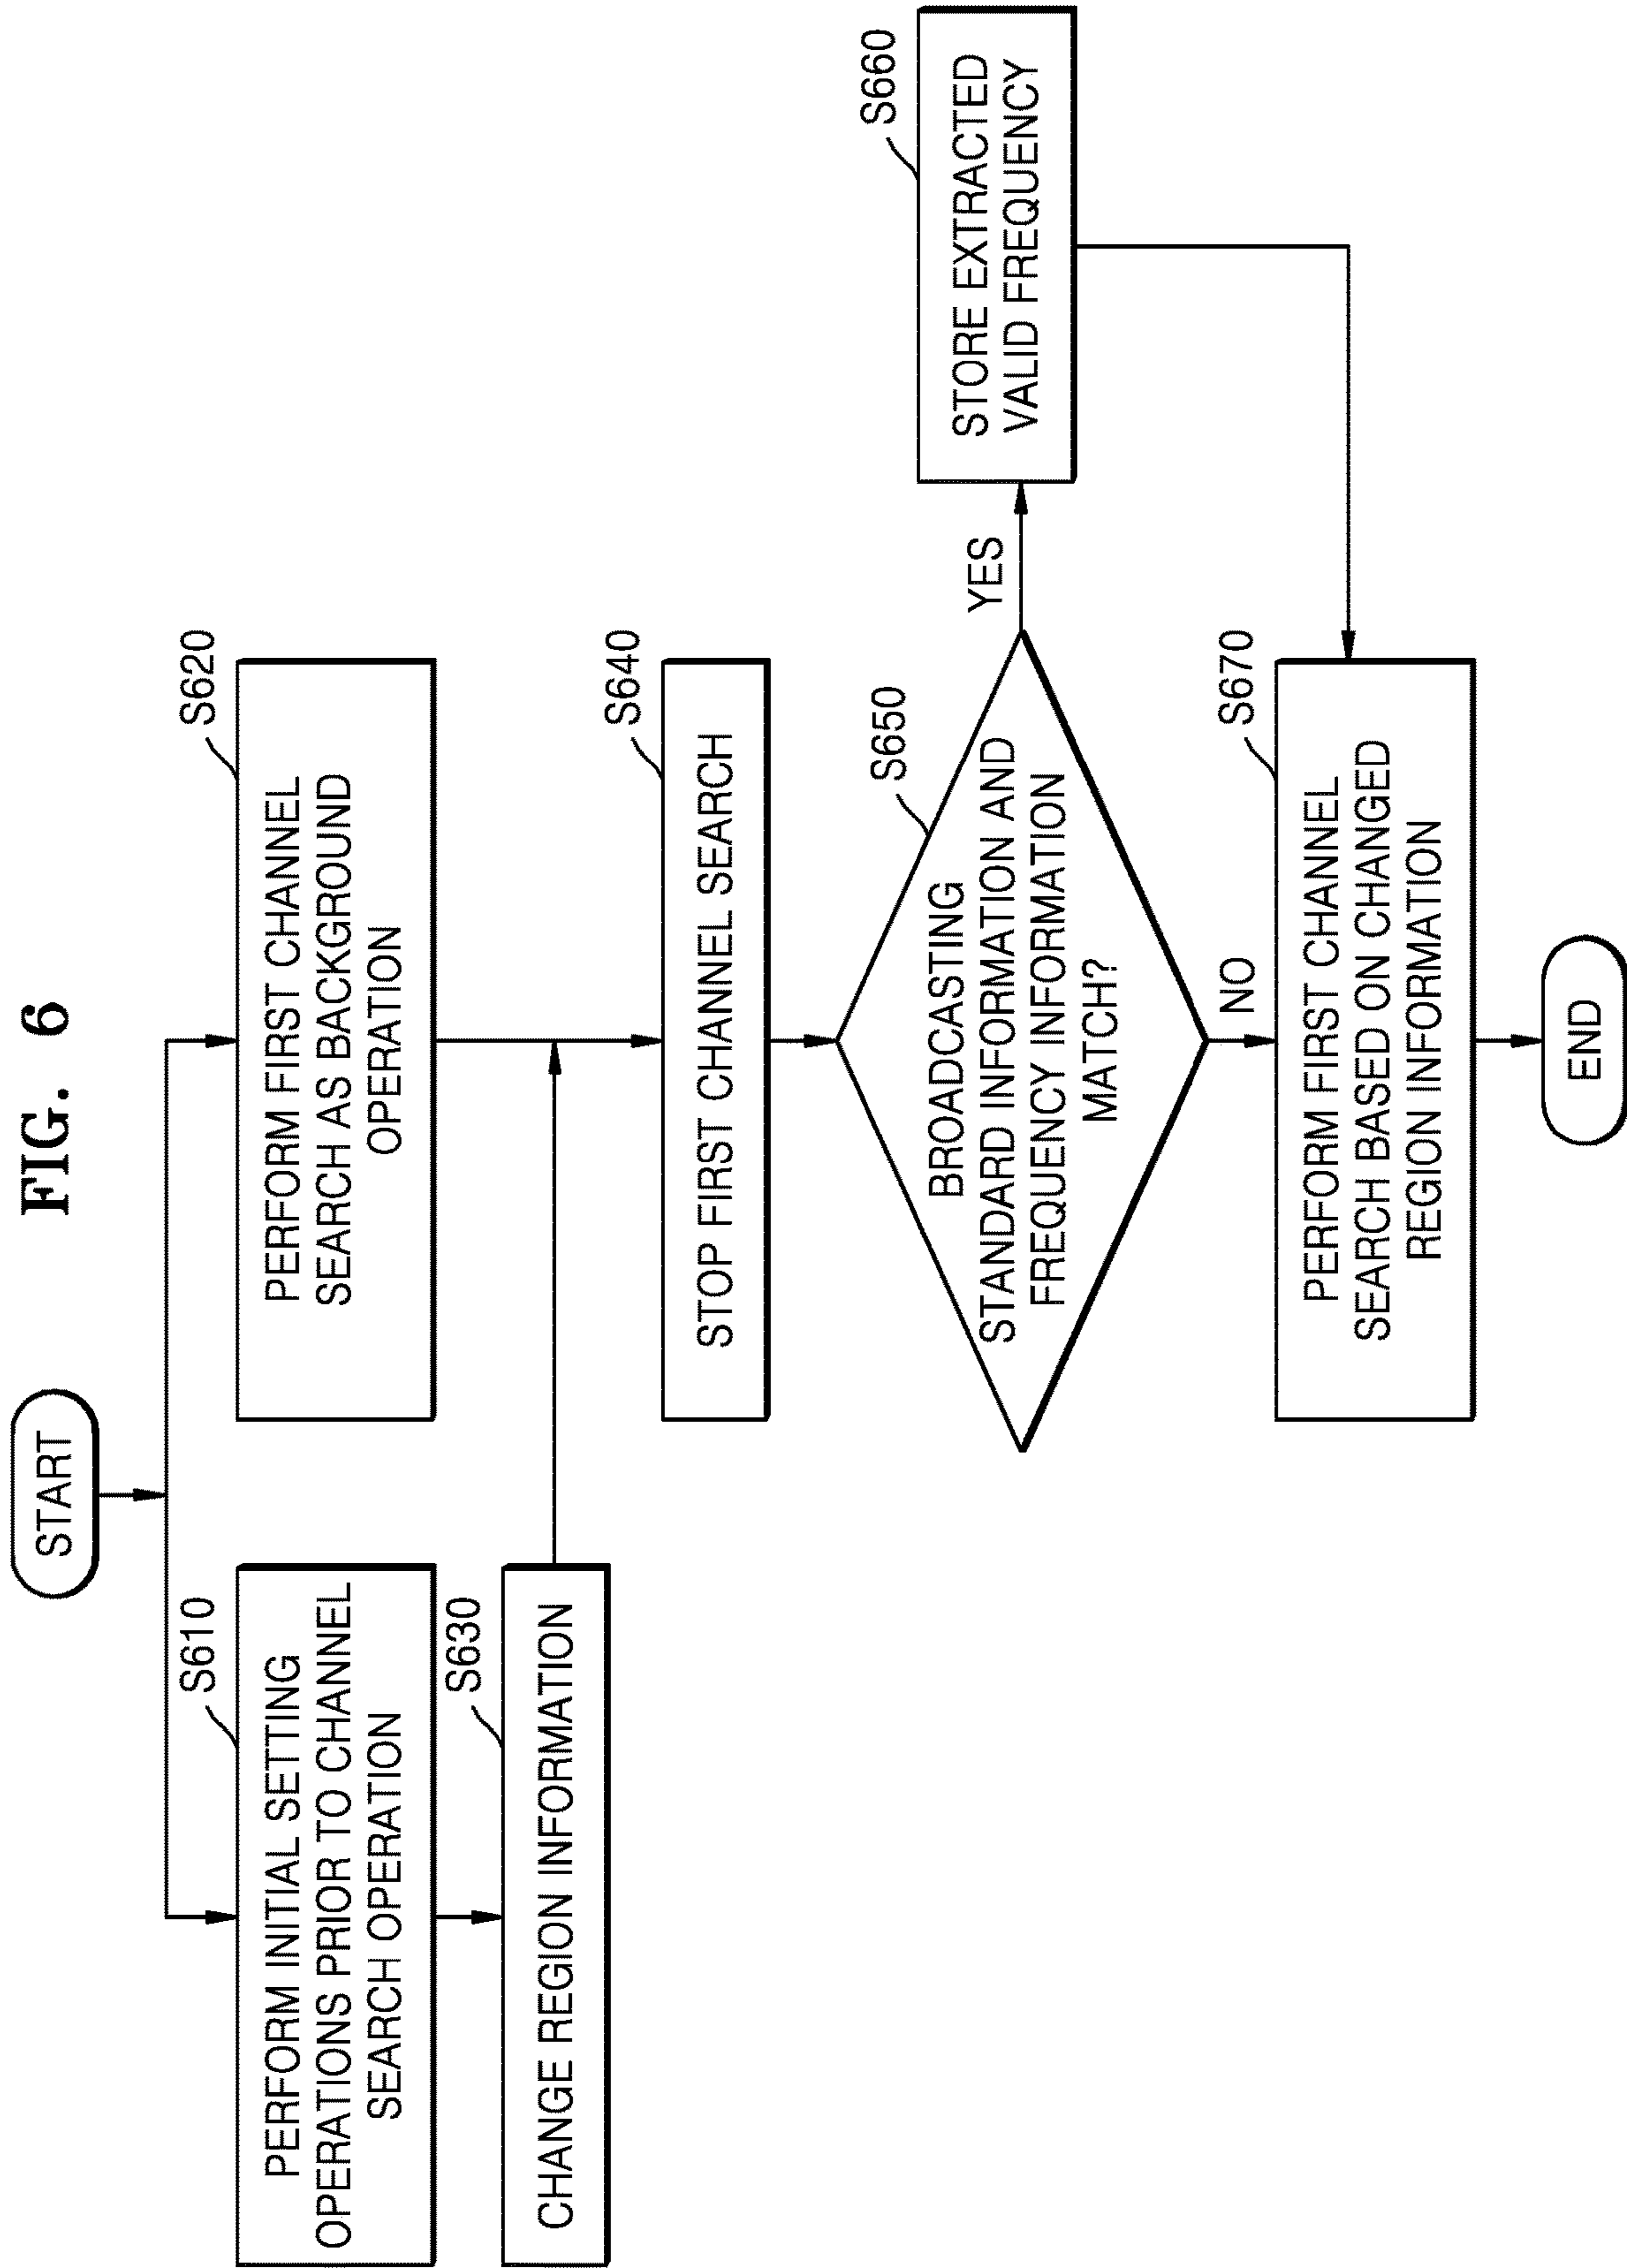 FIG. 6
START
S610
PERFORM INITIAL SETTING
OPERATIONS PRIOR TO CHANNEL
SEARCH OPERATION
S620
PERFORM FIRST CHANNEL
SEARCH AS BACKGROUND
OPERATION
S630
CHANGE REGION INFORMATION
S640
STOP FIRST CHANNEL SEARCH
S650
BROADCASTING
STANDARD INFORMATION AND
FREQUENCY INFORMATION
MATCH?
YES
S660
STORE EXTRACTED
VALID FREQUENCY
NO
S670
PERFORM FIRST CHANNEL
SEARCH BASED ON CHANGED
REGION INFORMATION
END